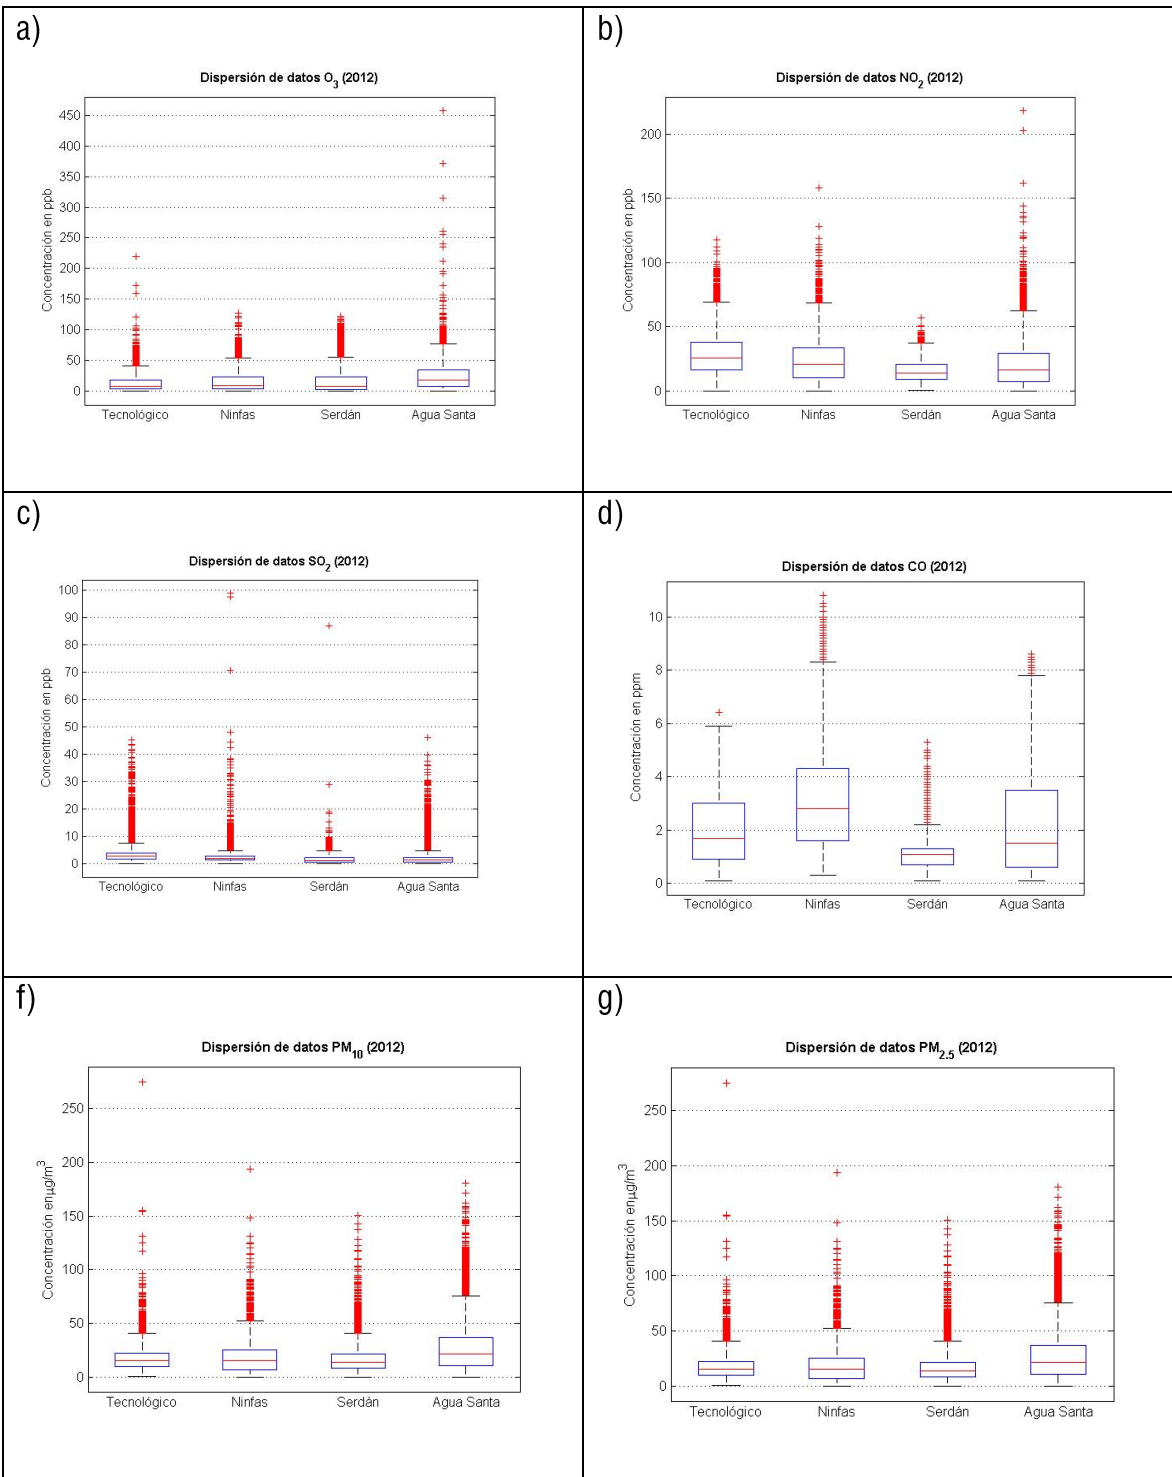 a)
Dispersión de datos O3 (2012)
Concentración en ppb
450
400
350
300
250
200
150
100
50
0
Tecnológico Ninfas Serdán Agua Santa
b)
Dispersión de datos NO2 (2012)
Concentración en ppb
200
150
100
50
0
Tecnológico Ninfas Serdán Agua Santa
c)
Dispersión de datos SO2 (2012)
Concentración en ppb
100
90
80
70
60
50
40
30
20
10
0
Tecnológico Ninfas Serdán Agua Santa
d)
Dispersión de datos CO (2012)
Concentración en ppm
10
8
6
4
2
0
Tecnológico Ninfas Serdán Agua Santa
f)
Dispersión de datos PM10 (2012)
Concentración enµg/m3
250
200
150
100
50
0
Tecnológico Ninfas Serdán Agua Santa
g)
Dispersión de datos PM2.5 (2012)
Concentración enµg/m3
250
200
150
100
50
0
Tecnológico Ninfas Serdán Agua Santa